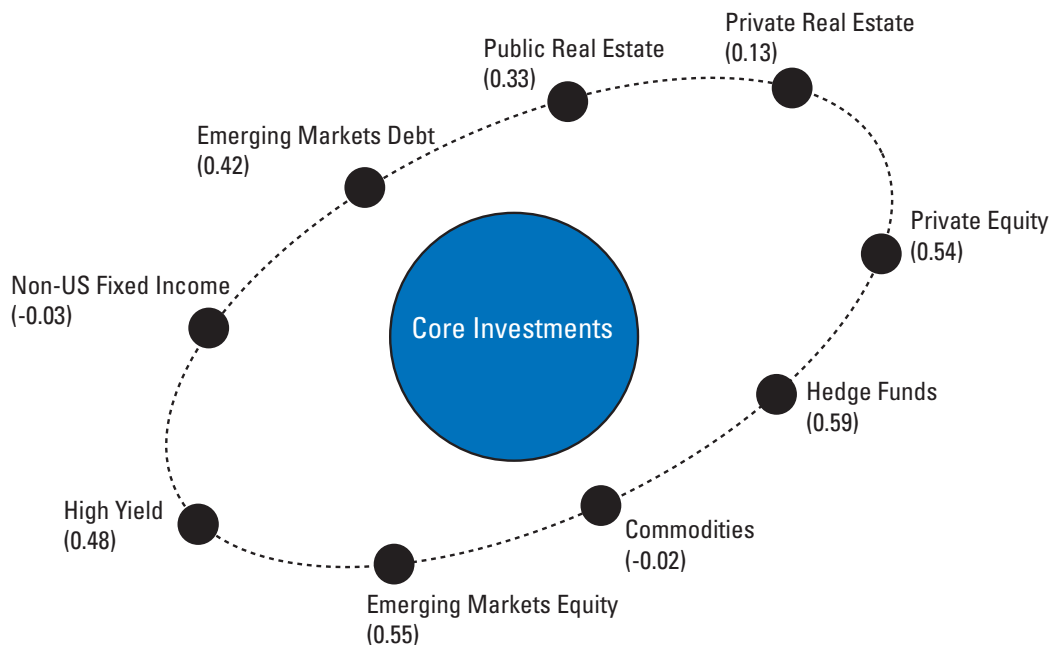 Private Real Estate
(0.13)
Public Real Estate
(0.33)
Emerging Markets Debt
(0.42)
Private Equity
(0.54)
Non-US Fixed Income
(-0.03)
Core Investments
Hedge Funds
(0.59)
High Yield
(0.48)
Commodities
(-0.02)
Emerging Markets Equity
(0.55)